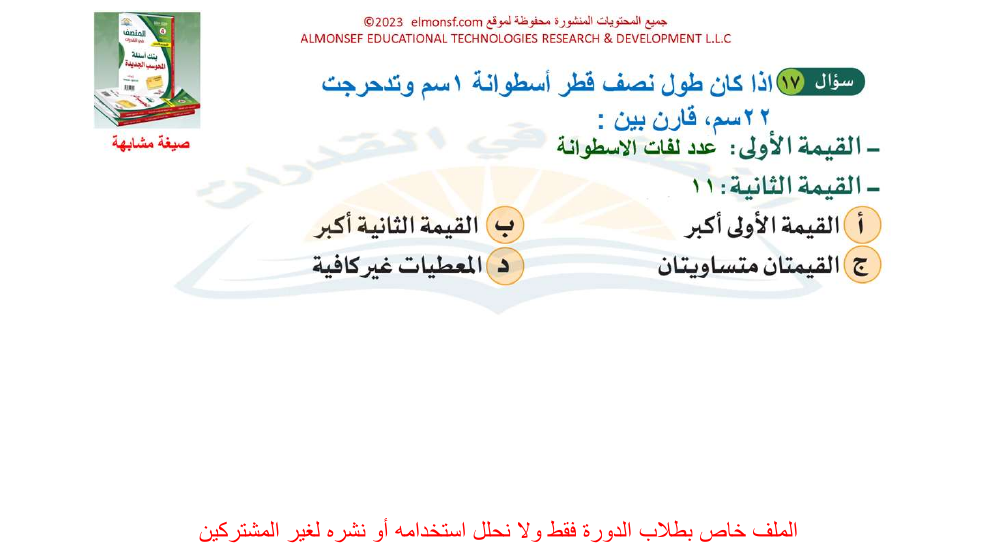 جميع المحتويات المنشورة محفوظة لموقع elmonsf.com ©2023
ALMONSEF EDUCATIONAL TECHNOLOGIES RESEARCH & DEVELOPMENT L.L.C
المنصف
بنك أسئلة
المحوسب الجديدة
صيغة مشابهة
سؤال ١٧ اذا كان طول نصف قطر أسطوانة ١سم وتدحرجت
٢٢سم، قارن بين :
– القيمة الأولى: عدد لفات الاسطوانة
– القيمة الثانية: ١١
أ القيمة الأولى أكبر ب القيمة الثانية أكبر
ج القيمتان متساويتان د المعطيات غير كافية
الملف خاص بطلاب الدورة فقط ولا نحلل استخدامه أو نشره لغير المشتركين